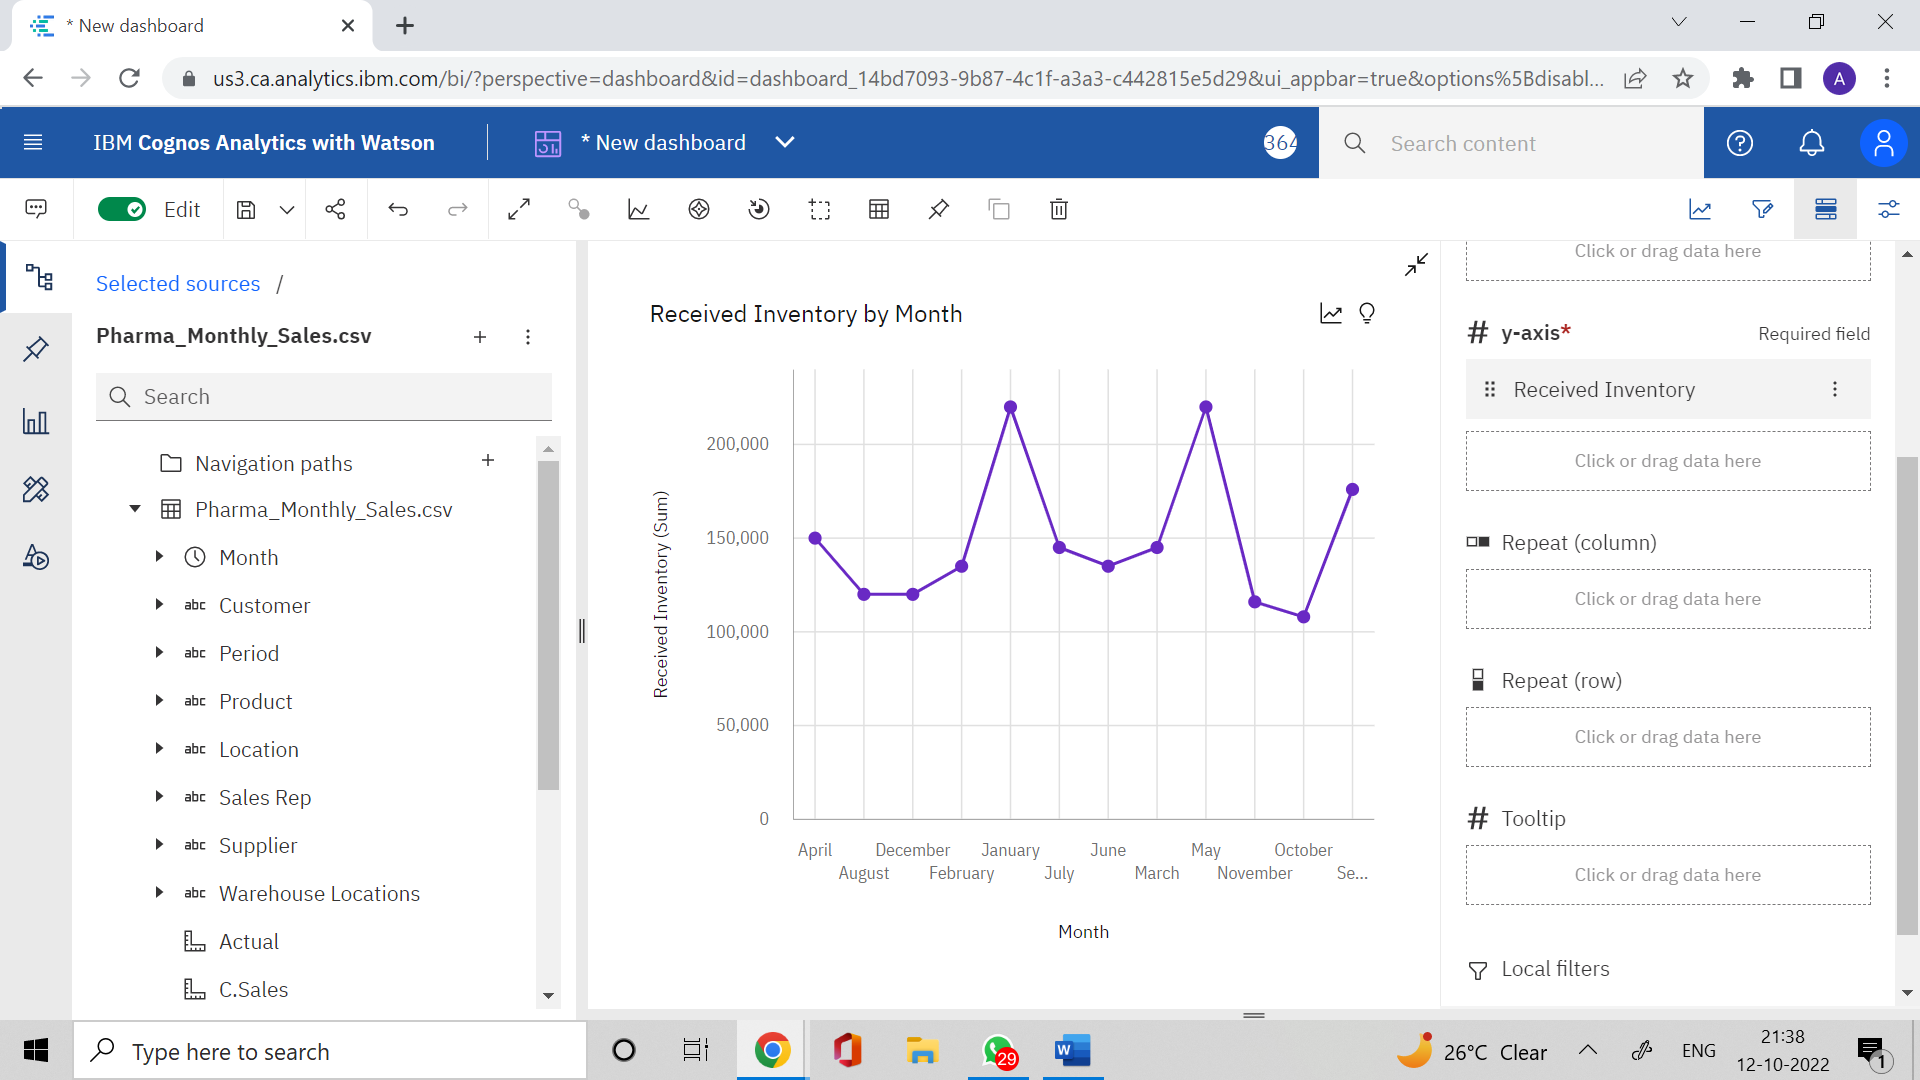 * New dashboard
us3.ca.analytics.ibm.com/bi/?perspective=dashboard&id=dashboard_14bd7093-9b87-4c1f-a3a3-c442815e5d29&ui_appbar=true&options%5Bdisabl...
A
IBM Cognos Analytics with Watson
* New dashboard
364
Search content
Edit
Selected sources /
Pharma_Monthly_Sales.csv
Search
Navigation paths
Pharma_Monthly_Sales.csv
Month
abc Customer
abc Period
abc Product
abc Location
abc Sales Rep
abc Supplier
abc Warehouse Locations
Actual
C.Sales
Received Inventory by Month
Received Inventory (Sum)
200,000
150,000
100,000
50,000
0
April
August
December
February
January
July
June
March
May
November
October
Se...
Month
Click or drag data here
# y-axis* Required field
Received Inventory
Click or drag data here
Repeat (column)
Click or drag data here
Repeat (row)
Click or drag data here
# Tooltip
Click or drag data here
Local filters
Type here to search
29
W
26°C Clear
ENG
21:38
12-10-2022
1